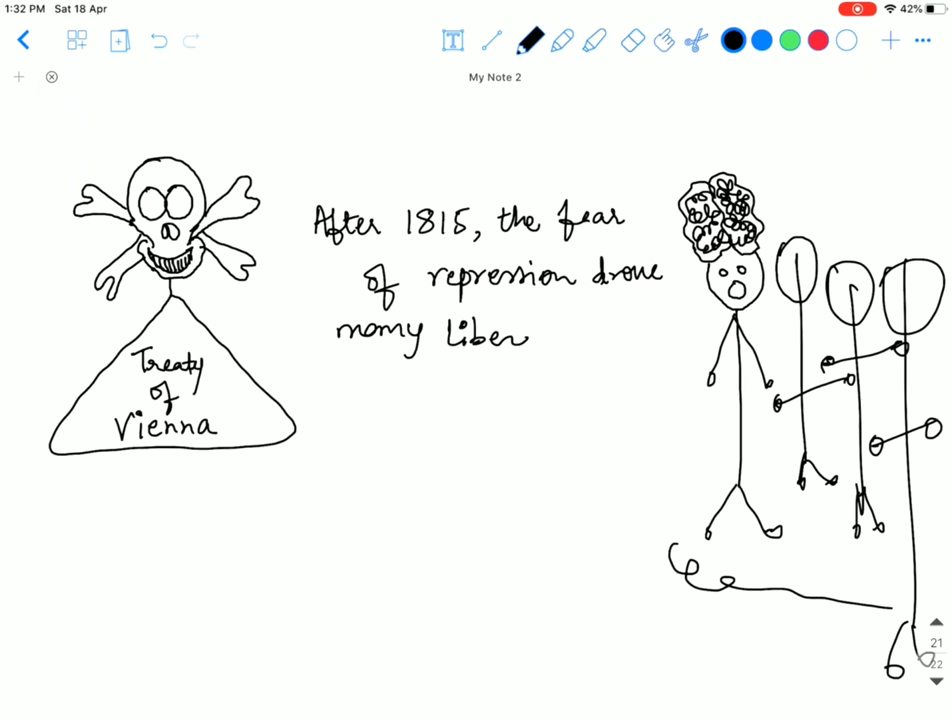 1:32 PM Sat 18 Apr
42%
My Note 2
After 1815, the fear
of repression drove
many liber
Treaty
of
Vienna
21
22